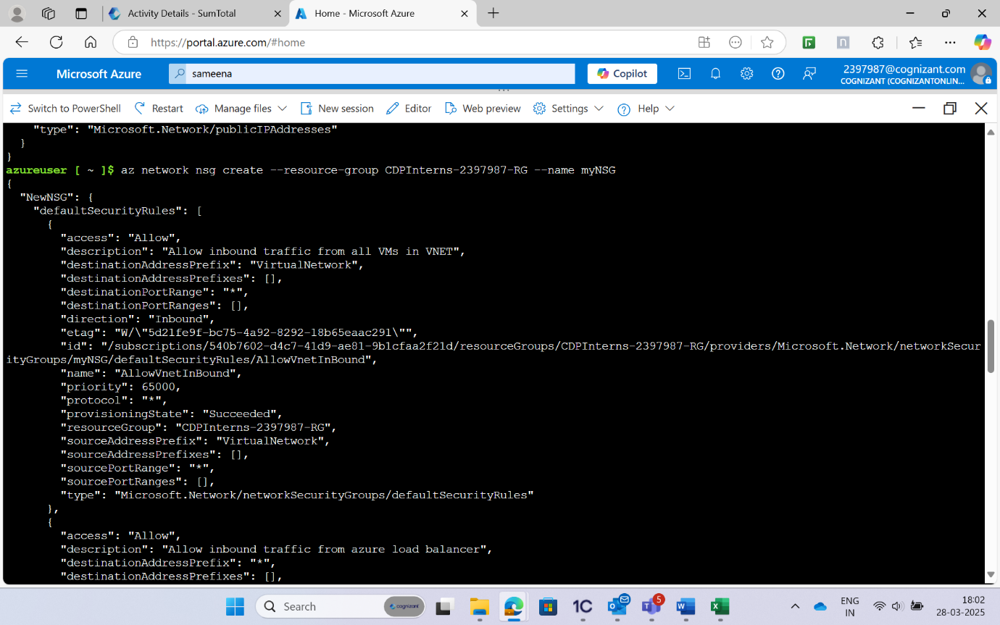 Activity Details - SumTotal
Home - Microsoft Azure
https://portal.azure.com/#home
Microsoft Azure
sameena
Copilot
2397987@cognizant.com
COGNIZANT (COGNIZANTONLIN...
Switch to PowerShell Restart Manage files New session Editor Web preview Settings Help
"type": "Microsoft.Network/publicIPAddresses"
}
}
azureuser [ ~ ]$ az network nsg create --resource-group CDPInterns-2397987-RG --name myNSG
{
"NewNSG": {
"defaultSecurityRules": [
{
"access": "Allow",
"description": "Allow inbound traffic from all VMs in VNET",
"destinationAddressPrefix": "VirtualNetwork",
"destinationAddressPrefixes": [],
"destinationPortRange": "*",
"destinationPortRanges": [],
"direction": "Inbound",
"etag": "W/\"5d21fe9f-bc75-4a92-8292-18b65eaac291\"",
"id": "/subscriptions/540b7602-d4c7-41d9-ae81-9b1cfaa2f21d/resourceGroups/CDPInterns-2397987-RG/providers/Microsoft.Network/networkSecur
ityGroups/myNSG/defaultSecurityRules/AllowVnetInBound",
"name": "AllowVnetInBound",
"priority": 65000,
"protocol": "*",
"provisioningState": "Succeeded",
"resourceGroup": "CDPInterns-2397987-RG",
"sourceAddressPrefix": "VirtualNetwork",
"sourceAddressPrefixes": [],
"sourcePortRange": "*",
"sourcePortRanges": [],
"type": "Microsoft.Network/networkSecurityGroups/defaultSecurityRules"
},
{
"access": "Allow",
"description": "Allow inbound traffic from azure load balancer",
"destinationAddressPrefix": "*",
"destinationAddressPrefixes": [],
Search
cognizant
1C
5
ENG
IN
18:02
28-03-2025